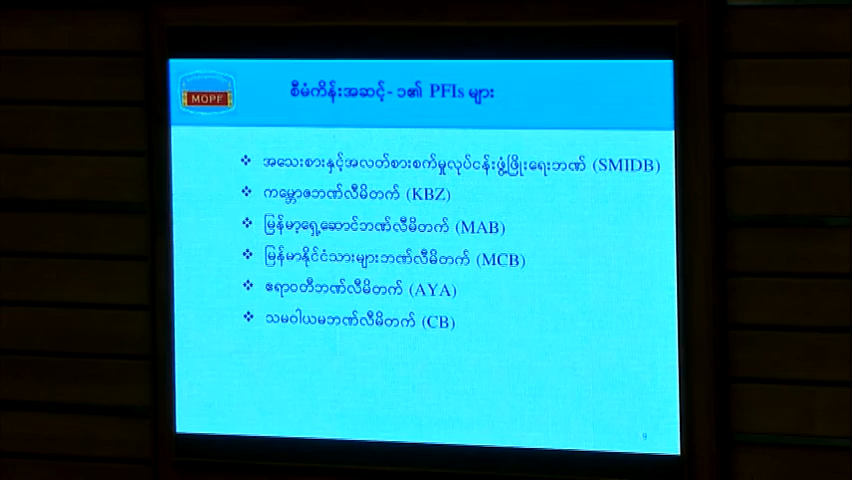 MOPF
စီမံကိန်းအဆင့်-၁၏ PFIs များ
❖ အသေးစားနှင့်အလတ်စားစက်မှုလုပ်ငန်းဖွံ့ဖြိုးရေးဘဏ် (SMIDB)
❖ ကမ္ဘောဇဘဏ်လီမိတက် (KBZ)
❖ မြန်မာ့ရှေ့ဆောင်ဘဏ်လီမိတက် (MAB)
❖ မြန်မာနိုင်ငံသားများဘဏ်လီမိတက် (MCB)
❖ ဧရာဝတီဘဏ်လီမိတက် (AYA)
❖ သမဝါယမဘဏ်လီမိတက် (CB)
9